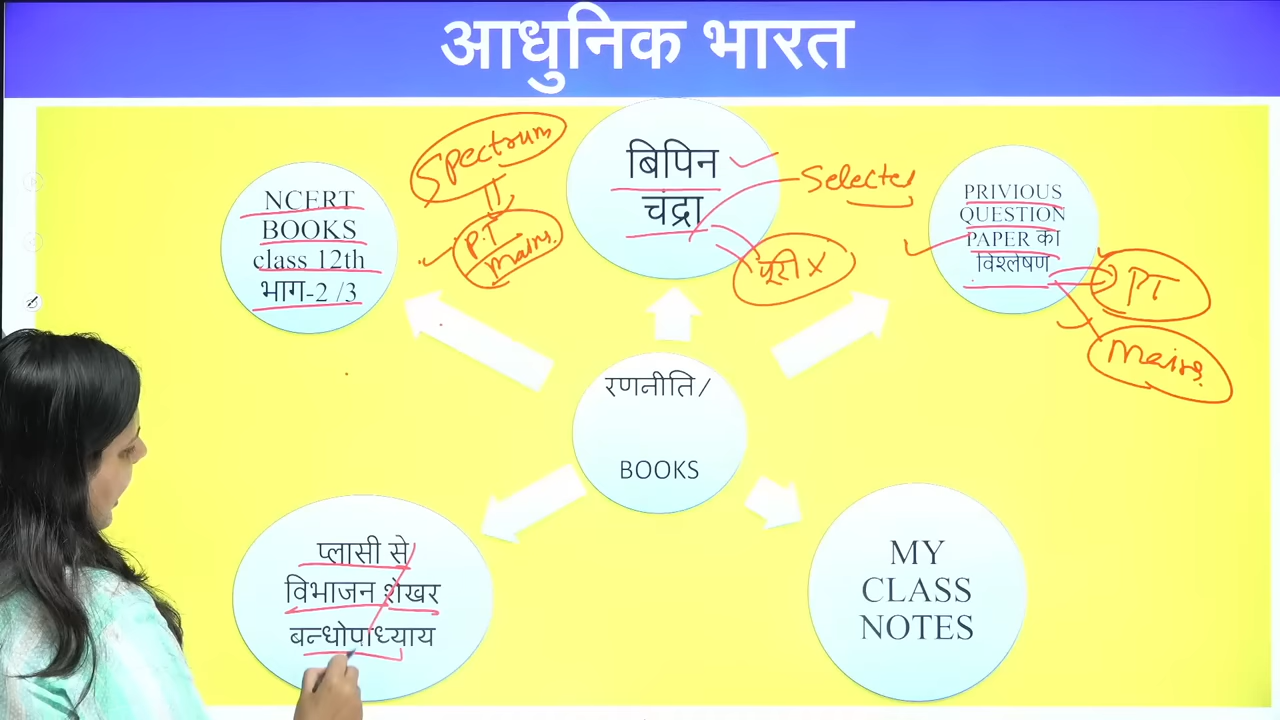 आधुनिक भारत
NCERT
BOOKS
class 12th
भाग-2 /3
Spectrum
P.T
Mains.
बिपिन
चंद्रा
Selected
पूरी X
PRIVIOUS
QUESTION
PAPER का
विश्लेषण
PT
Mains.
रणनीति/
BOOKS
प्लासी से
विभाजन शेखर
बन्धोपाध्याय
MY
CLASS
NOTES